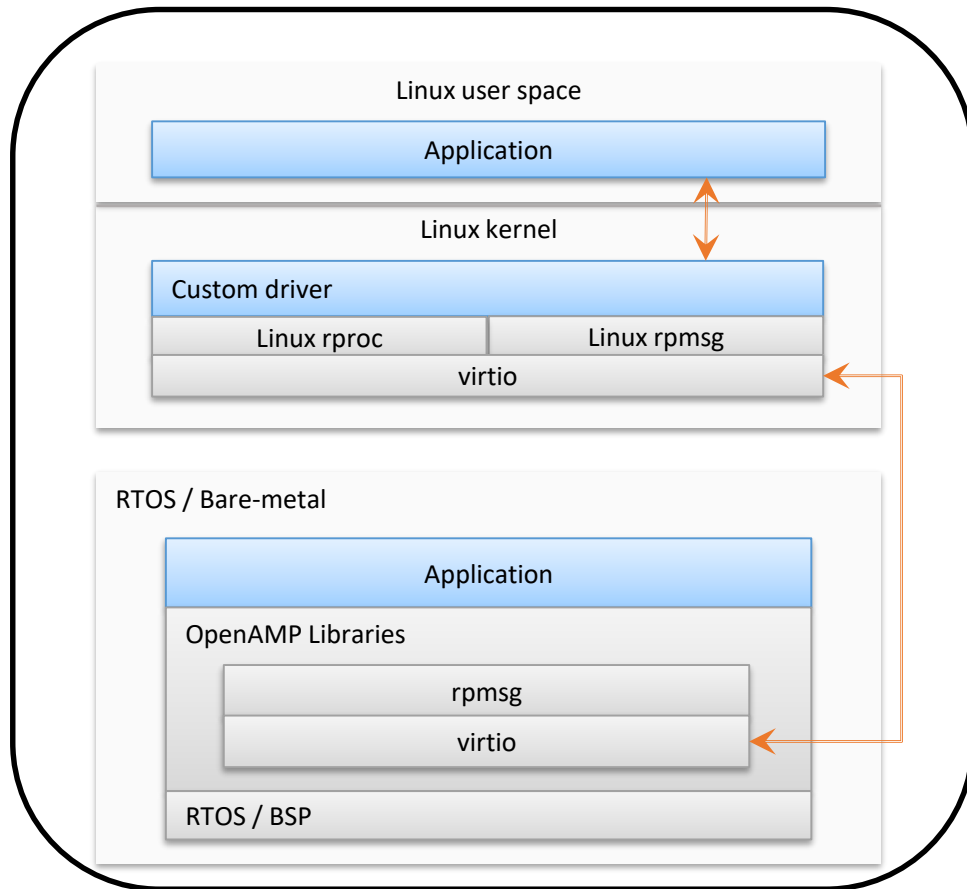 Linux user space
Application
Linux kernel
Custom driver
Linux rproc
Linux rpmsg
virtio
RTOS / Bare-metal
Application
OpenAMP Libraries
rpmsg
virtio
RTOS / BSP